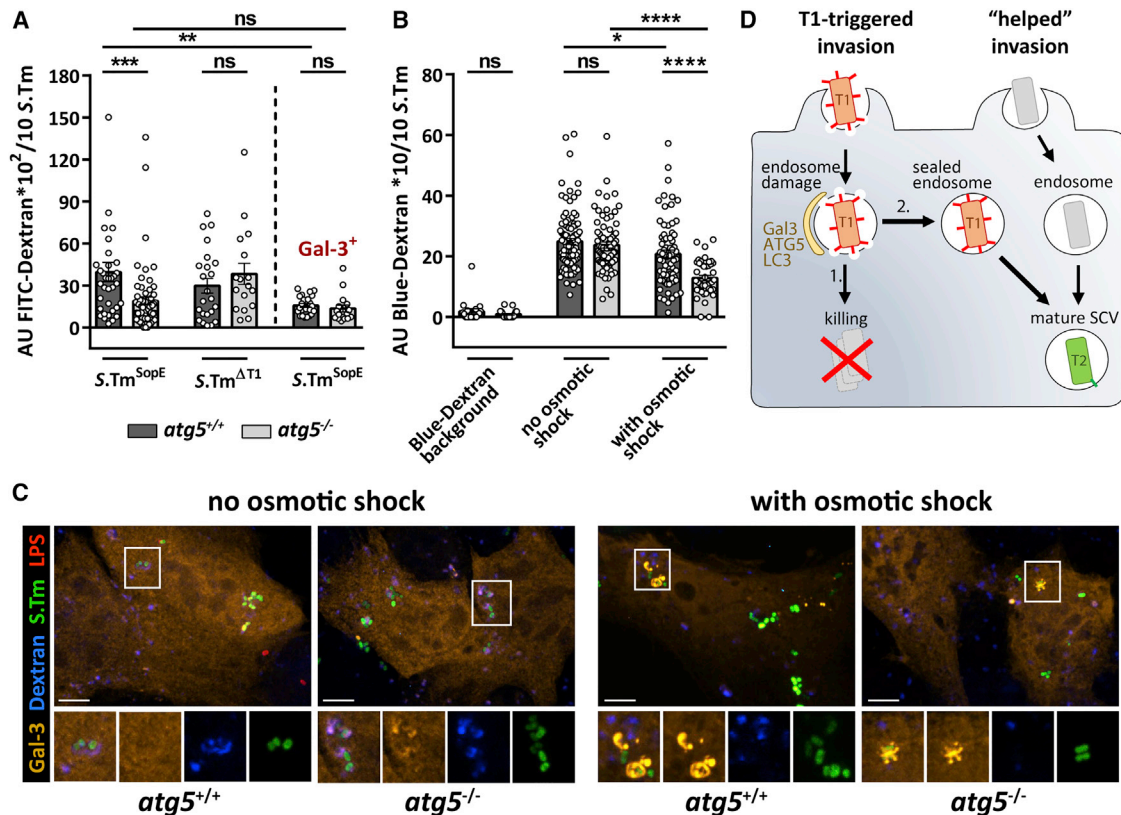 A
ns
**
***
ns
ns
AU FITC-Dextran*10²/10 S.Tm
180
150
120
90
60
30
0
Gal-3⁺
S.Tm^SopE
S.Tm^ΔT1
S.Tm^SopE
atg5⁺/⁺
atg5⁻/⁻
B
****
*
ns
ns
****
AU Blue-Dextran *10/10 S.Tm
80
60
40
20
0
Blue-Dextran
background
no osmotic
shock
with osmotic
shock
D
T1-triggered
invasion
“helped”
invasion
T1
endosome
damage
sealed
endosome
endosome
Gal3
ATG5
LC3
T1
2.
T1
1.
killing
mature SCV
T2
C
no osmotic shock
with osmotic shock
Gal-3 Dextran S.Tm LPS
atg5⁺/⁺
atg5⁻/⁻
atg5⁺/⁺
atg5⁻/⁻